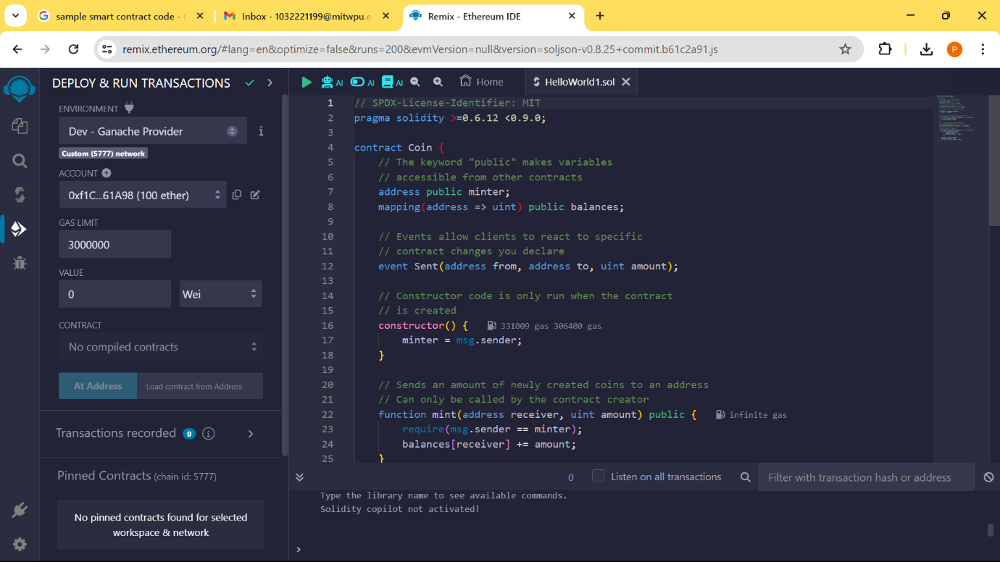 sample smart contract code - G
Inbox - 1032221199@mitwpu.e
Remix - Ethereum IDE
remix.ethereum.org/#lang=en&optimize=false&runs=200&evmVersion=null&version=soljson-v0.8.25+commit.b61c2a91.js
P
DEPLOY & RUN TRANSACTIONS
ENVIRONMENT
Dev - Ganache Provider
i
Custom (5777) network
ACCOUNT
0xf1C...61A98 (100 ether)
GAS LIMIT
3000000
VALUE
0
Wei
CONTRACT
No compiled contracts
At Address
Load contract from Address
Transactions recorded 0 i
Pinned Contracts (chain id: 5777)
No pinned contracts found for selected
workspace & network
AI AI AI Home HelloWorld1.sol
1 // SPDX-License-Identifier: MIT
2 pragma solidity >=0.6.12 <0.9.0;
3
4 contract Coin {
5 // The keyword "public" makes variables
6 // accessible from other contracts
7 address public minter;
8 mapping(address => uint) public balances;
9
10 // Events allow clients to react to specific
11 // contract changes you declare
12 event Sent(address from, address to, uint amount);
13
14 // Constructor code is only run when the contract
15 // is created
16 constructor() { 331009 gas 306400 gas
17 minter = msg.sender;
18 }
19
20 // Sends an amount of newly created coins to an address
21 // Can only be called by the contract creator
22 function mint(address receiver, uint amount) public { infinite gas
23 require(msg.sender == minter);
24 balances[receiver] += amount;
25 }
0 Listen on all transactions Filter with transaction hash or address
Type the library name to see available commands.
Solidity copilot not activated!
>